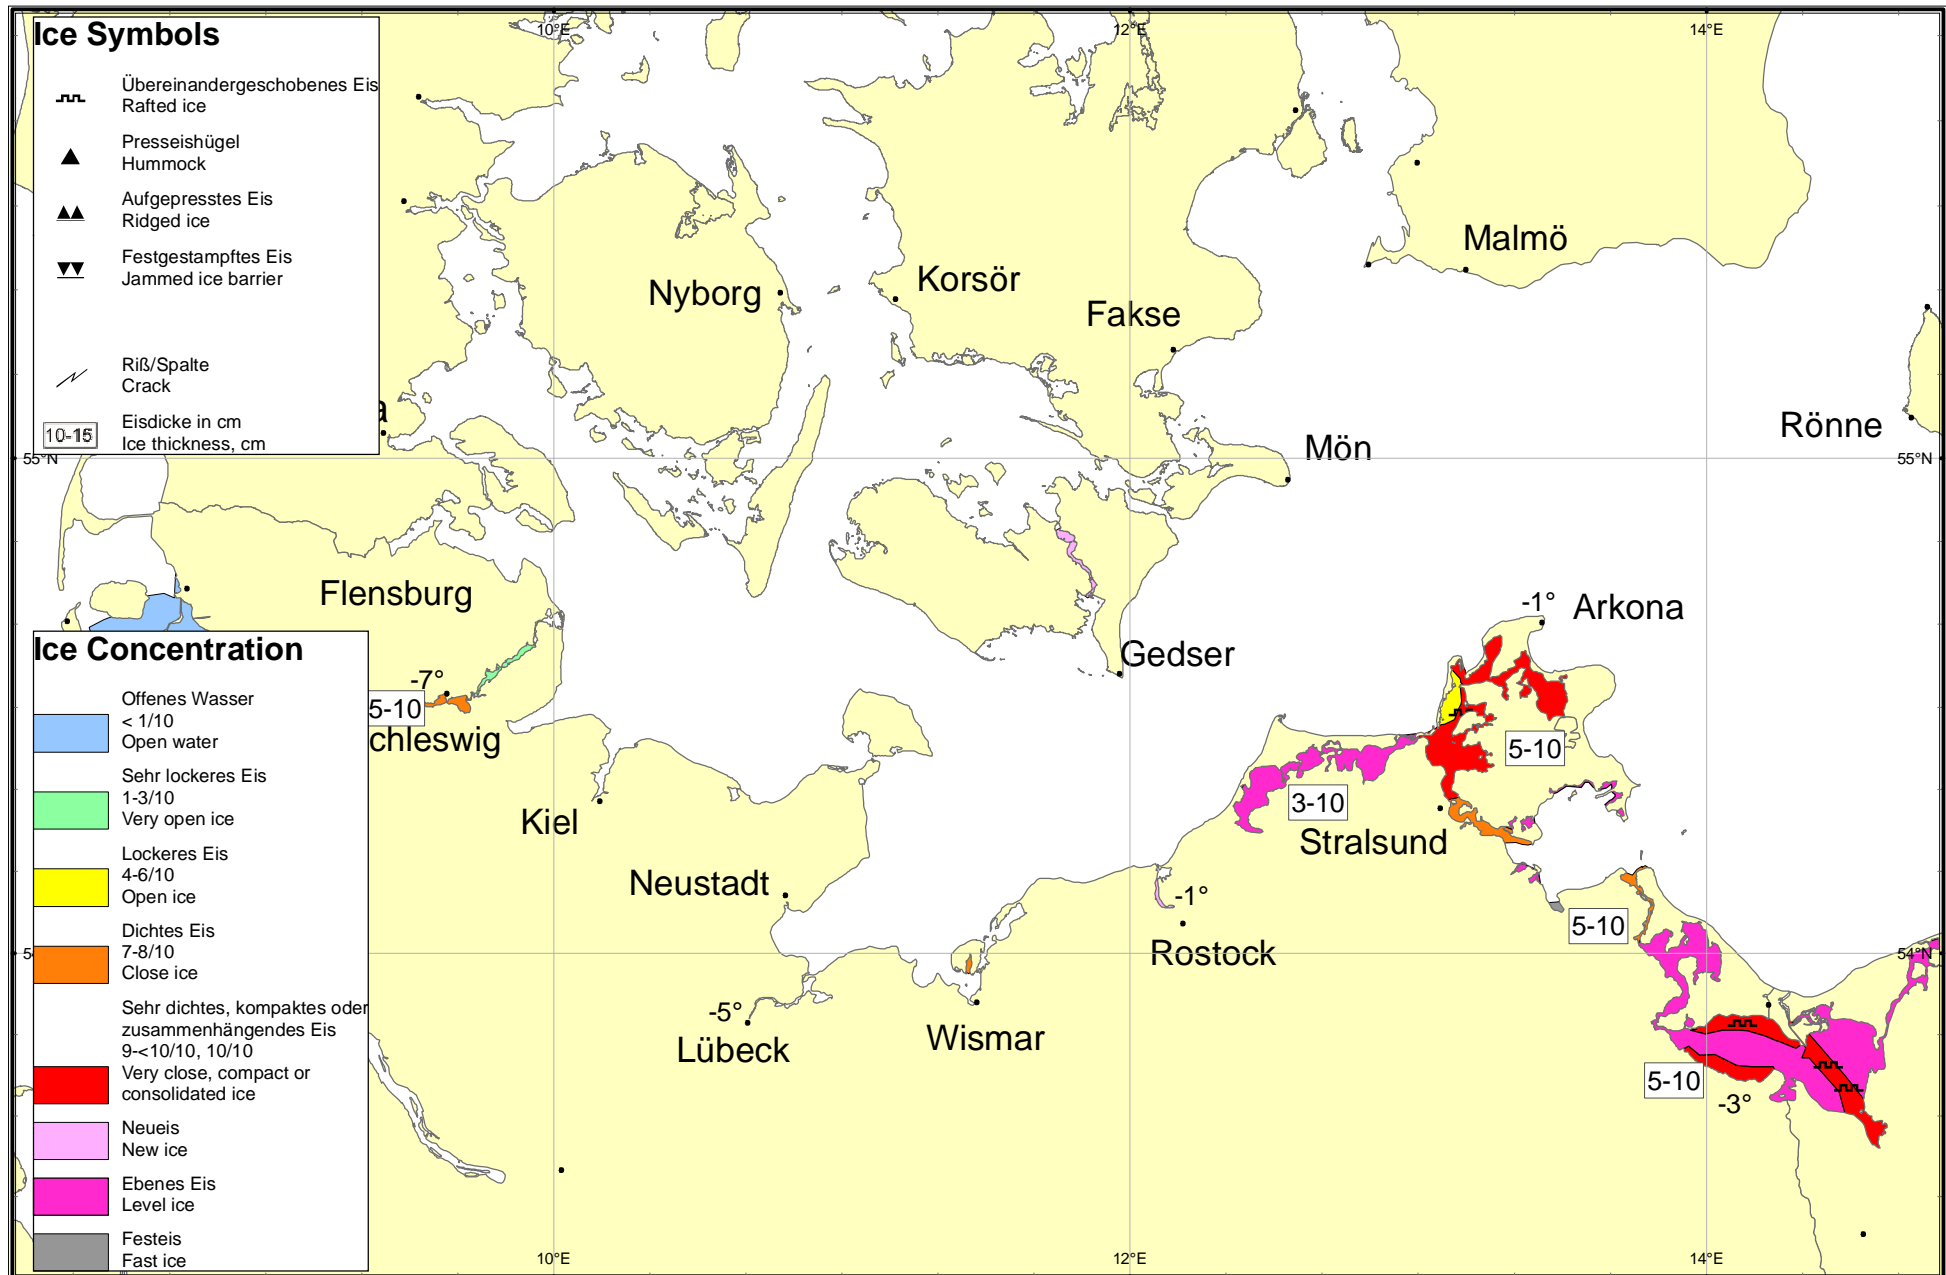 Ice Symbols
Übereinandergeschobenes Eis
Rafted ice
Presseishügel
Hummock
Aufgepresstes Eis
Ridged ice
Festgestampftes Eis
Jammed ice barrier
Riß/Spalte
Crack
10-15
Eisdicke in cm
Ice thickness, cm
10°E
12°E
14°E
Malmö
Nyborg
Korsör
Fakse
a
Rönne
Mön
55°N
55°N
Flensburg
Arkona
-1°
Gedser
-7°
5-10
chleswig
5-10
Kiel
3-10
Stralsund
Neustadt
-1°
5-10
Rostock
5
54°N
-5°
Lübeck
Wismar
5-10
-3°
10°E
12°E
14°E
Ice Concentration
Offenes Wasser
< 1/10
Open water
Sehr lockeres Eis
1-3/10
Very open ice
Lockeres Eis
4-6/10
Open ice
Dichtes Eis
7-8/10
Close ice
Sehr dichtes, kompaktes oder
zusammenhängendes Eis
9-<10/10, 10/10
Very close, compact or
consolidated ice
Neueis
New ice
Ebenes Eis
Level ice
Festeis
Fast ice